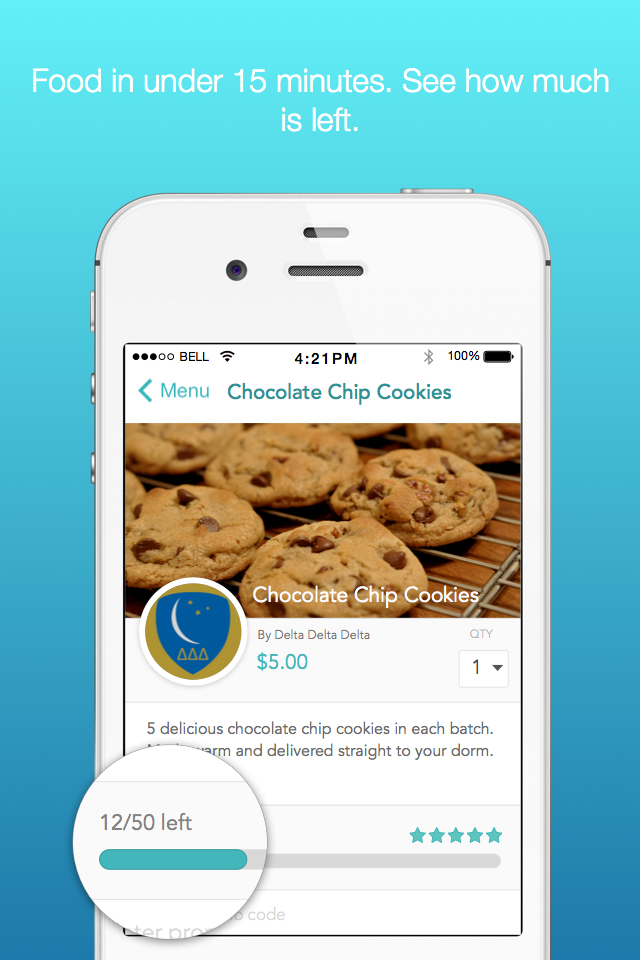 Food in under 15 minutes. See how much
is left.
BELL
4:21PM
100%
Menu
Chocolate Chip Cookies
Chocolate Chip Cookies
ΔΔΔ
By Delta Delta Delta
QTY
$5.00
1
5 delicious chocolate chip cookies in each batch.
warm and delivered straight to your dorm.
12/50 left
code